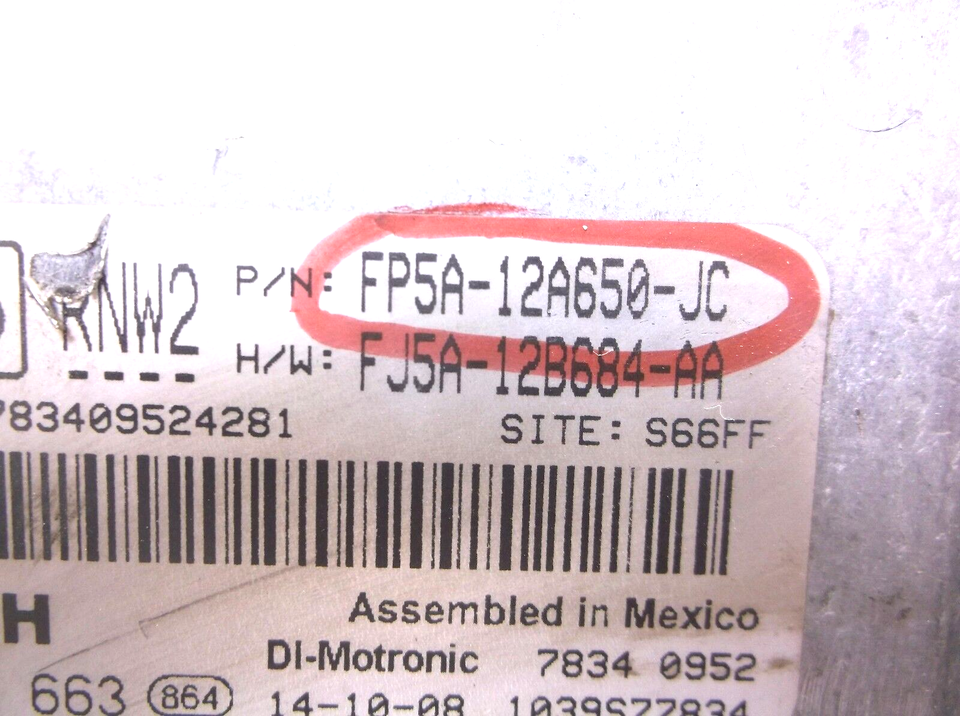 RNW2 P/N: FP5A-12A650-JC
H/W: FJ5A-12B684-AA
783409524281 SITE: S66FF
H Assembled in Mexico
DI-Motronic 7834 0952
663 864 14-10-08 1039S77834